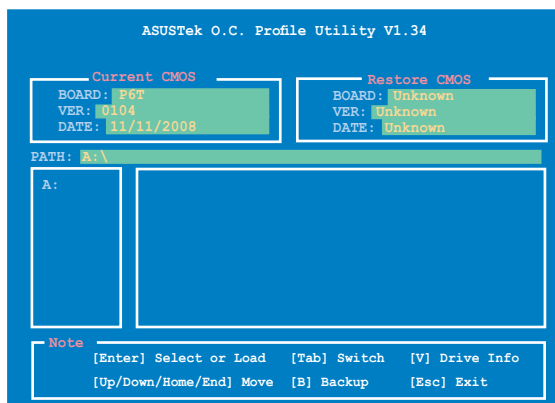 ASUSTek O.C. Profile Utility V1.34
Current CMOS
BOARD: P6T
VER: 0104
DATE: 11/11/2008
Restore CMOS
BOARD: Unknown
VER: Unknown
DATE: Unknown
PATH: A:\
A:
Note
[Enter] Select or Load [Tab] Switch [V] Drive Info
[Up/Down/Home/End] Move [B] Backup [Esc] Exit